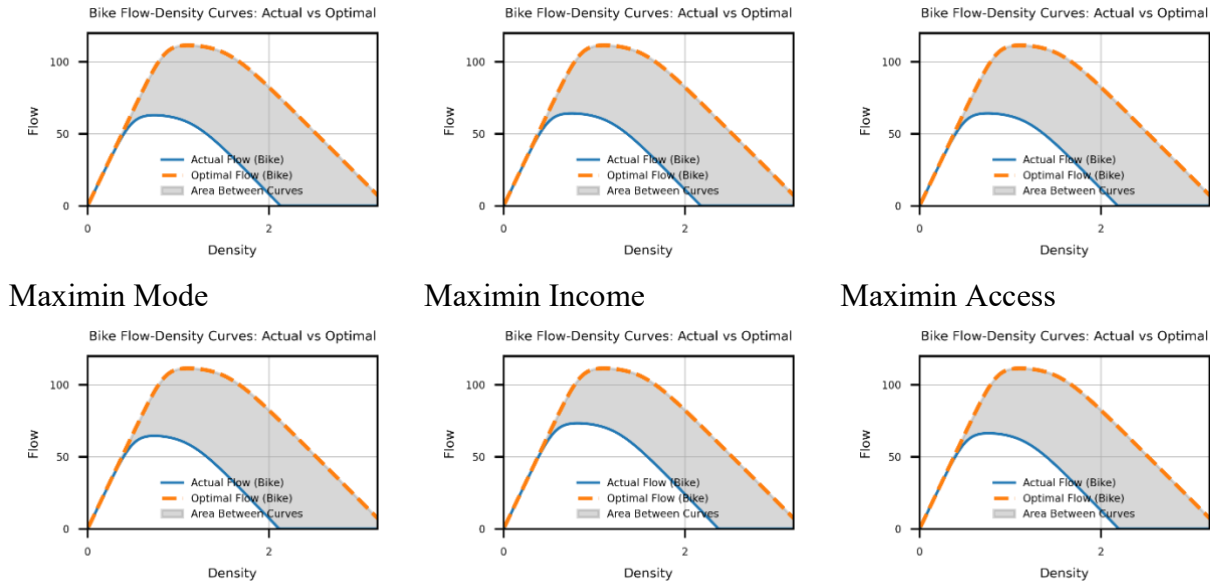 Bike Flow-Density Curves: Actual vs Optimal
Bike Flow-Density Curves: Actual vs Optimal
Bike Flow-Density Curves: Actual vs Optimal
100
50
0
Flow
Actual Flow (Bike)
Optimal Flow (Bike)
Area Between Curves
0
2
Density
100
50
0
Flow
Actual Flow (Bike)
Optimal Flow (Bike)
Area Between Curves
0
2
Density
100
50
0
Flow
Actual Flow (Bike)
Optimal Flow (Bike)
Area Between Curves
0
2
Density
Maximin Mode
Maximin Income
Maximin Access
Bike Flow-Density Curves: Actual vs Optimal
Bike Flow-Density Curves: Actual vs Optimal
Bike Flow-Density Curves: Actual vs Optimal
100
50
0
Flow
Actual Flow (Bike)
Optimal Flow (Bike)
Area Between Curves
0
2
Density
100
50
0
Flow
Actual Flow (Bike)
Optimal Flow (Bike)
Area Between Curves
0
2
Density
100
50
0
Flow
Actual Flow (Bike)
Optimal Flow (Bike)
Area Between Curves
0
2
Density